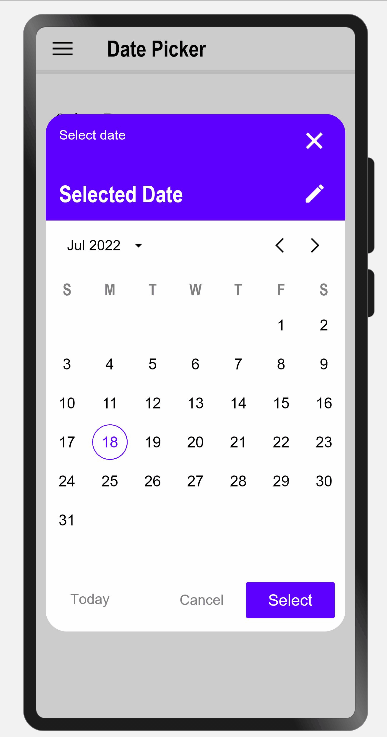 Date Picker
Select date
Selected Date
Jul 2022
S M T W T F S
1 2
3 4 5 6 7 8 9
10 11 12 13 14 15 16
17 18 19 20 21 22 23
24 25 26 27 28 29 30
31
Today Cancel Select